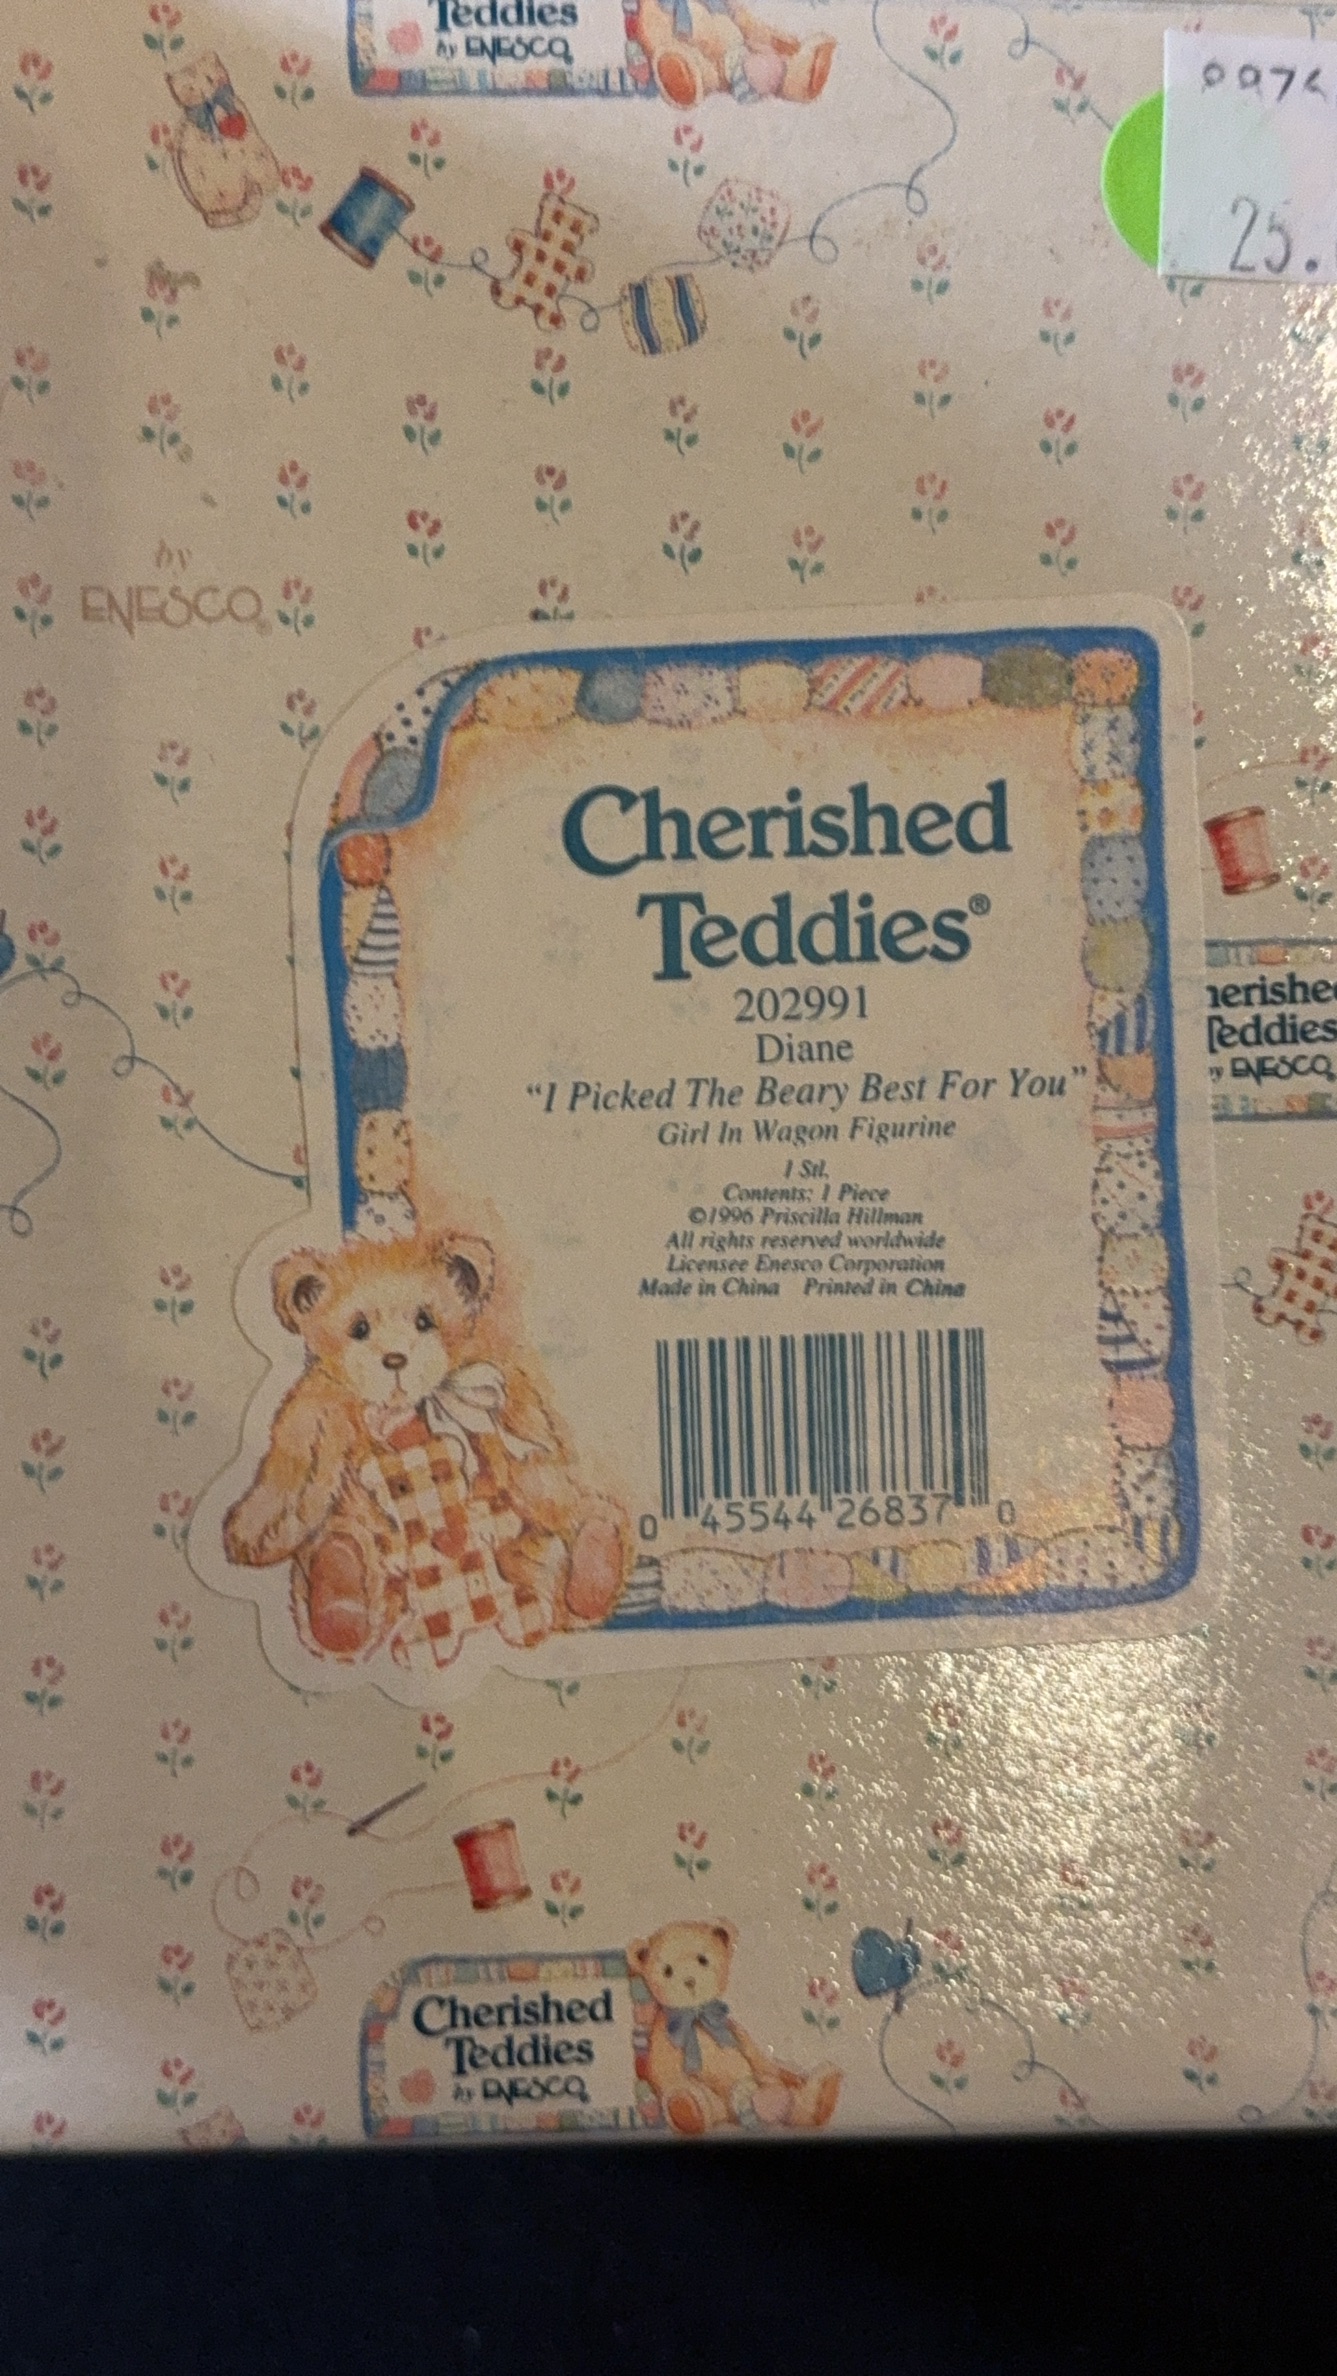 Teddies
by ENESCO
25.
by
ENESCO®
Cherished
Teddies®
202991
Diane
“I Picked The Beary Best For You”
Girl In Wagon Figurine
1 Stl.
Contents: 1 Piece
©1996 Priscilla Hillman
All rights reserved worldwide
Licensee Enesco Corporation
Made in China Printed in China
0 45544 26837 0
Teddies
ENESCO
Cherished
Teddies
by ENESCO